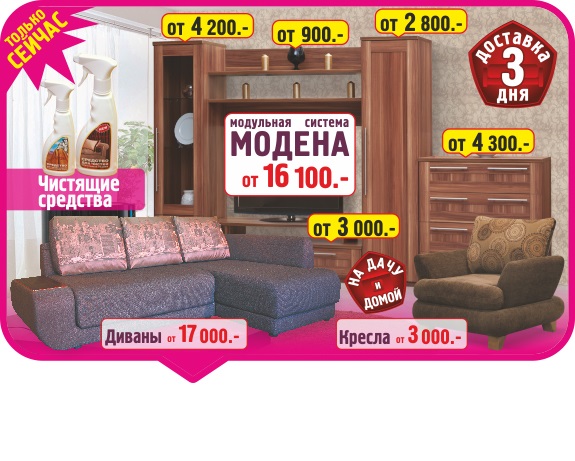 ТОЛЬКО
СЕЙЧАС
от 4 200.-
от 900.-
от 2 800.-
доставка
3
ДНЯ
модульная система
МОДЕНА
от 16 100.-
от 4 300.-
Чистящие
средства
от 3 000.-
НА ДАЧУ
и
ДОМОЙ
Диваны от 17 000.-
Кресла от 3 000.-